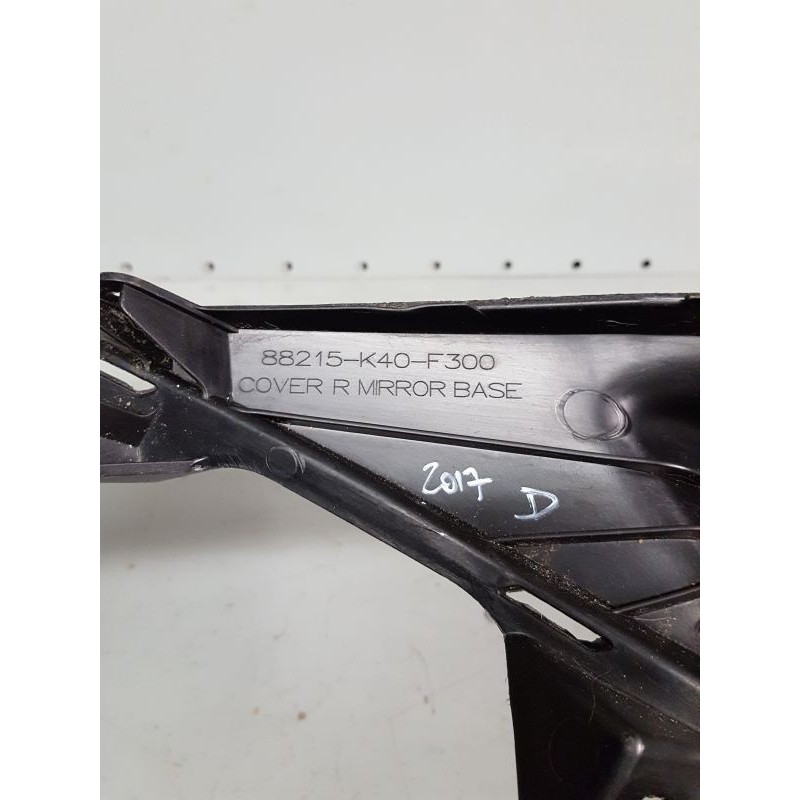 88215-K40-F300
COVER R MIRROR BASE
2017 D